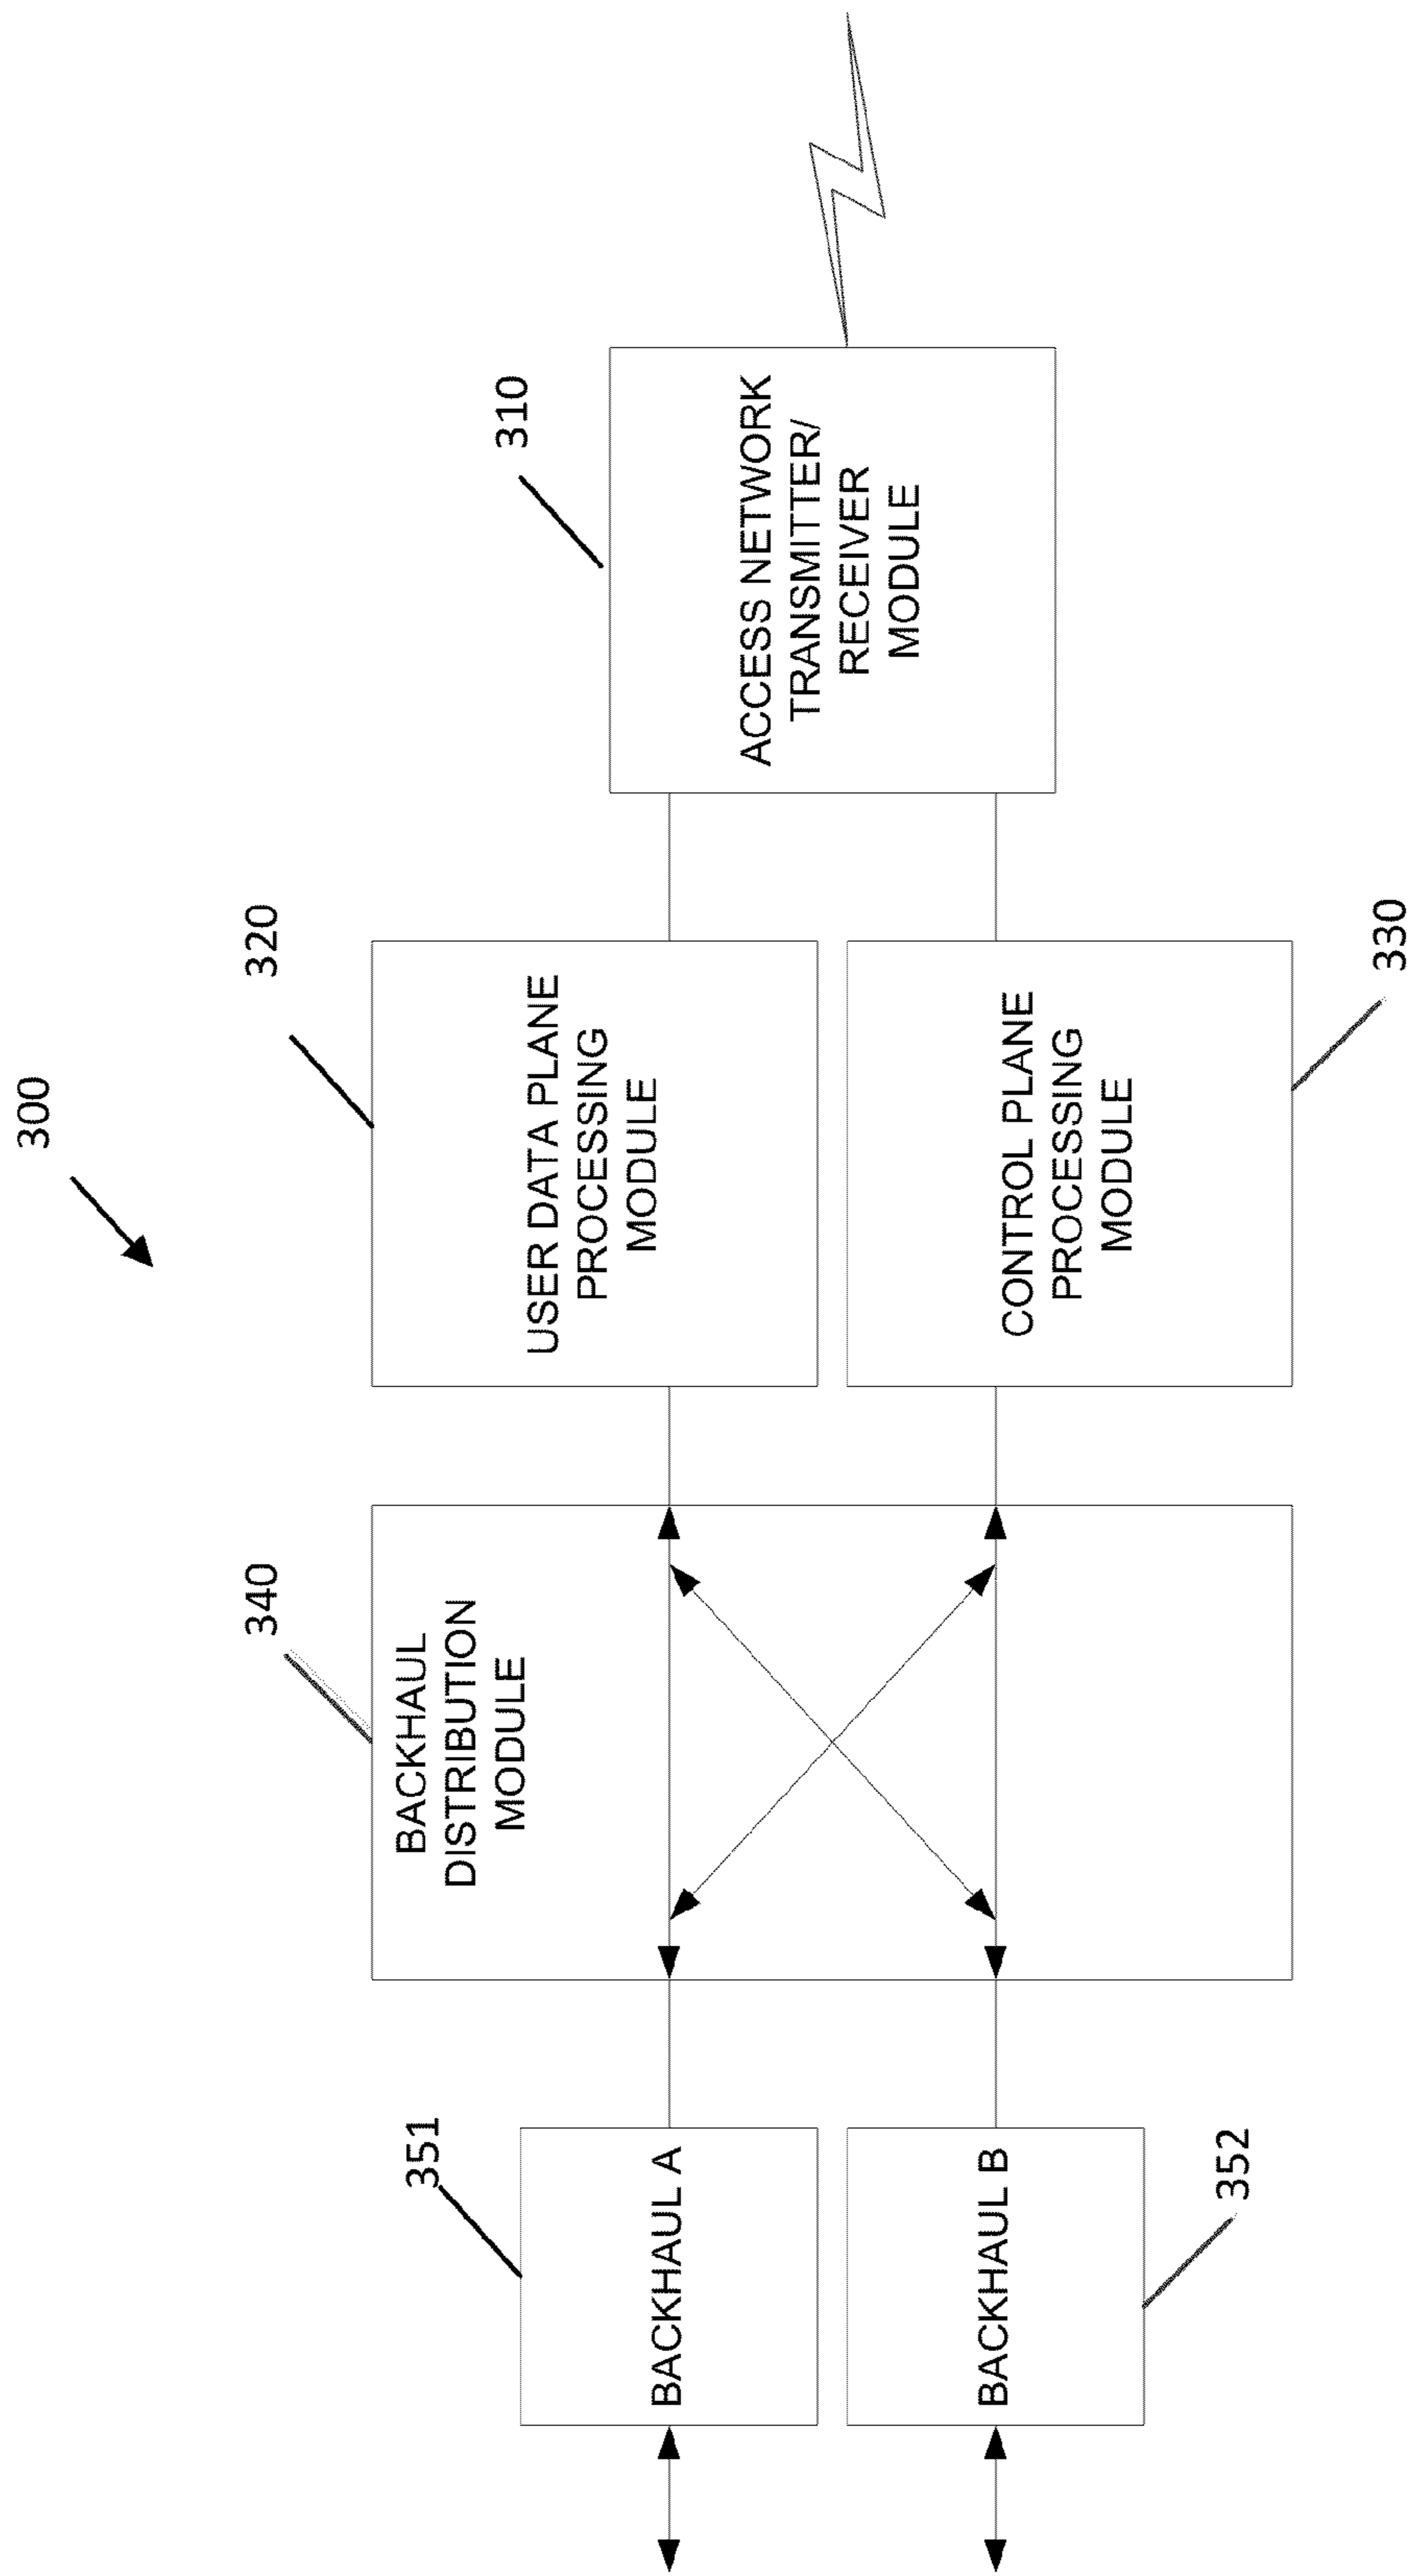 300
340
320
310
351
BACKHAUL
DISTRIBUTION
MODULE
USER DATA PLANE
PROCESSING
MODULE
ACCESS NETWORK
TRANSMITTER/
RECEIVER
MODULE
BACKHAUL A
BACKHAUL B
CONTROL PLANE
PROCESSING
MODULE
352
330